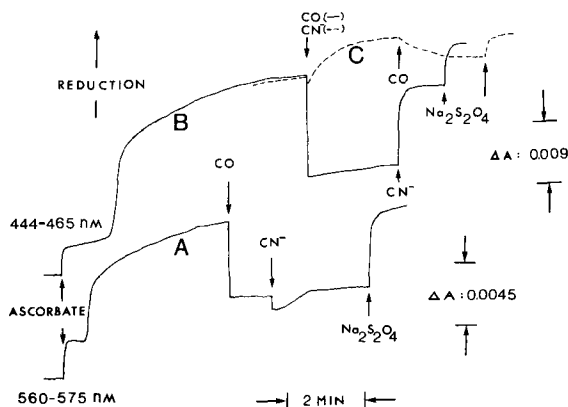 CO(—)
CN⁻(--)
C
REDUCTION
B
CO
Na₂S₂O₄
ΔA: 0.009
CO
CN⁻
444-465 nm
A
CN⁻
ASCORBATE
ΔA: 0.0045
Na₂S₂O₄
560-575 nm
2 MIN